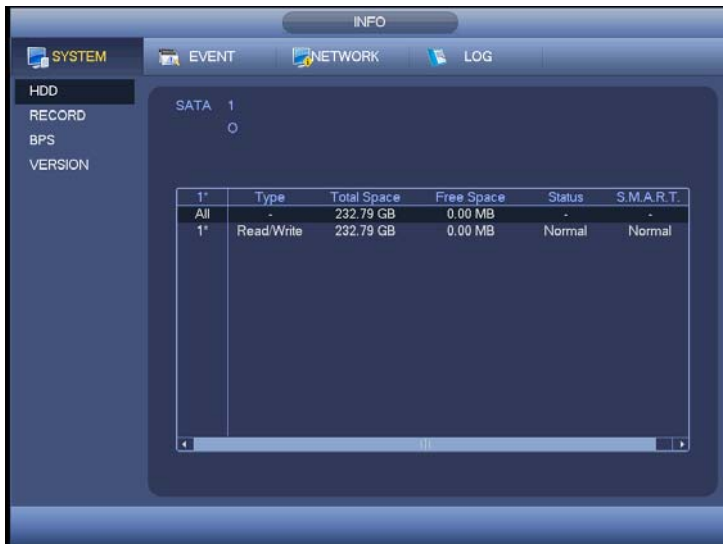 INFO
SYSTEM EVENT NETWORK LOG
HDD
RECORD
BPS
VERSION
SATA 1
O
1* Type Total Space Free Space Status S.M.A.R.T.
All - 232.79 GB 0.00 MB - -
1* Read/Write 232.79 GB 0.00 MB Normal Normal